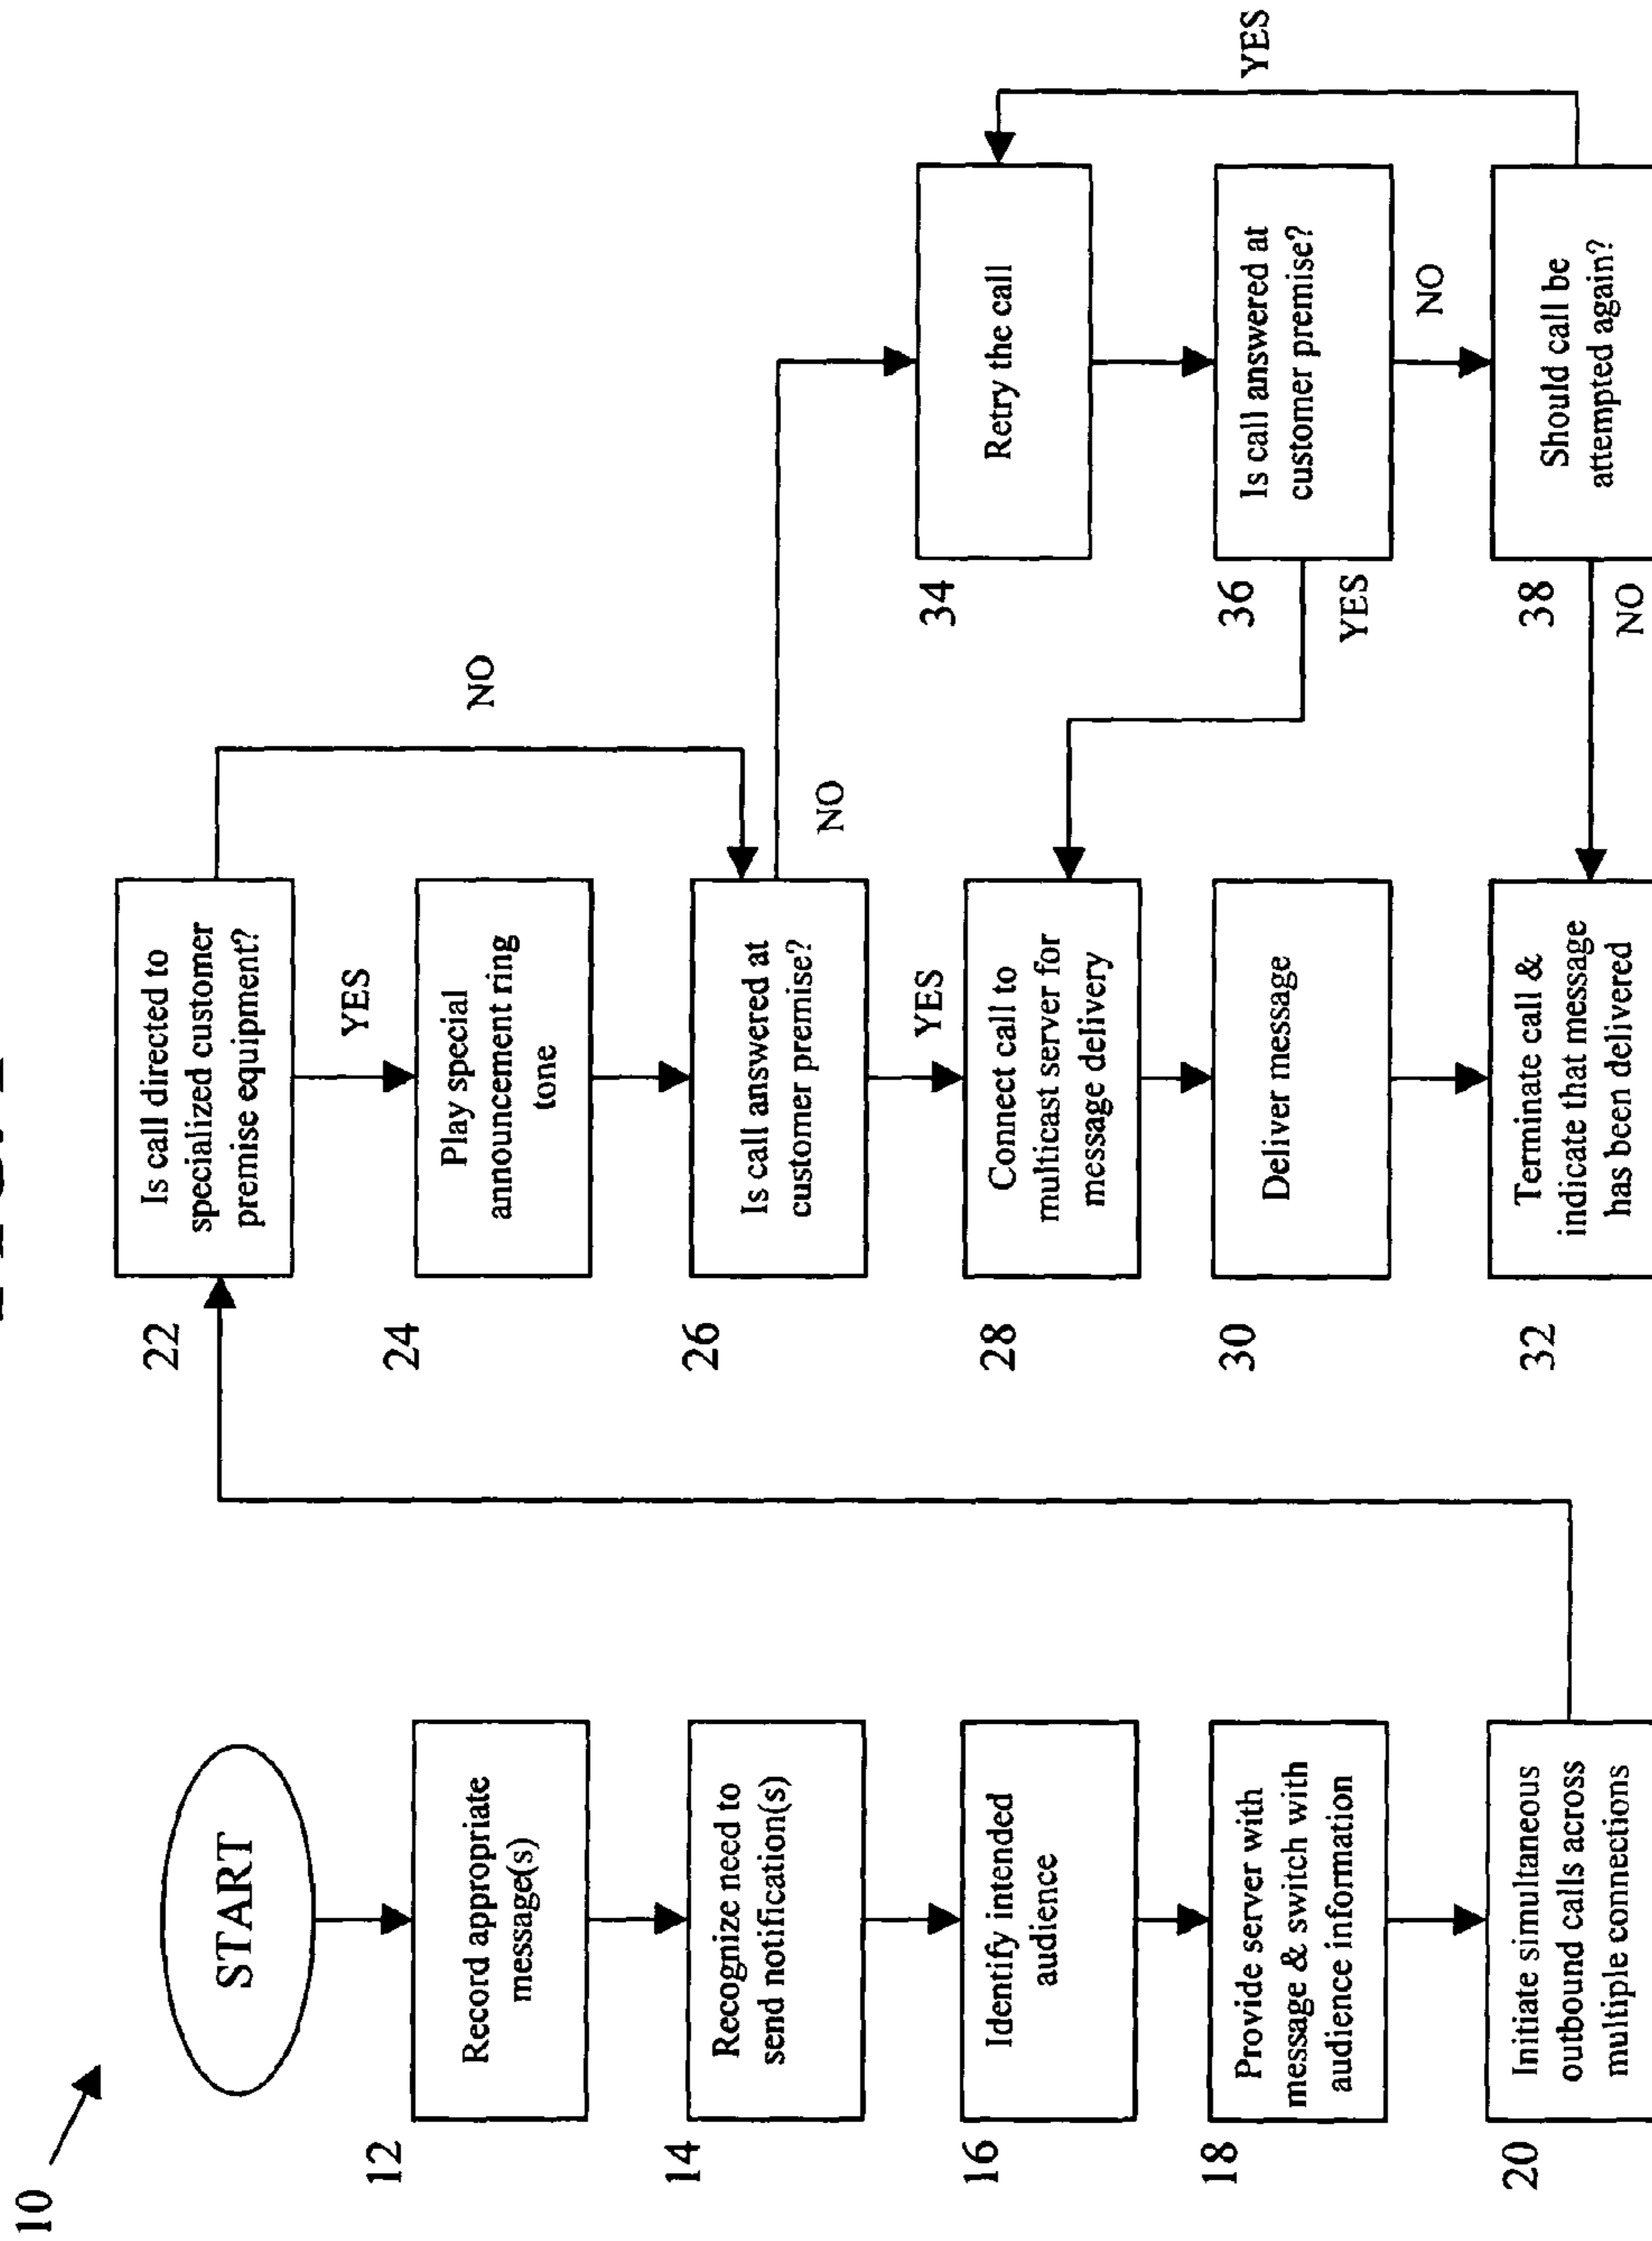 10
START
12
Record appropriate
message(s)
14
Recognize need to
send notification(s)
16
Identify intended
audience
18
Provide server with
message & switch with
audience information
20
Initiate simultaneous
outbound calls across
multiple connections
22
Is call directed to
specialized customer
premise equipment?
NO
YES
24
Play special
announcement ring
tone
26
Is call answered at
customer premise?
NO
YES
28
Connect call to
multicast server for
message delivery
30
Deliver message
32
Terminate call &
indicate that message
has been delivered
34
Retry the call
YES
36
Is call answered at
customer premise?
YES
NO
38
Should call be
attempted again?
NO